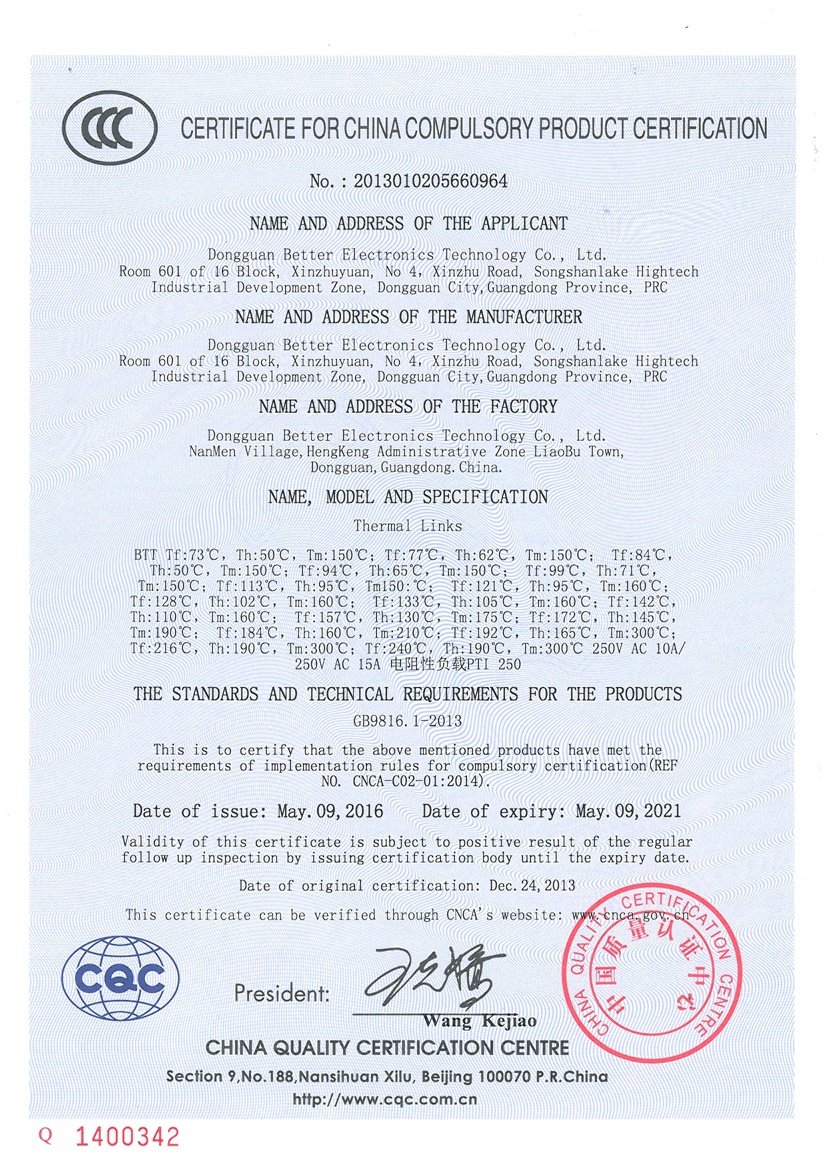 CCC
CERTIFICATE FOR CHINA COMPULSORY PRODUCT CERTIFICATION
No. : 2013010205660964
NAME AND ADDRESS OF THE APPLICANT
Dongguan Better Electronics Technology Co., Ltd.
Room 601 of 16 Block, Xinzhuyuan, No 4, Xinzhu Road, Songshanlake Hightech
Industrial Development Zone, Dongguan City,Guangdong Province, PRC
NAME AND ADDRESS OF THE MANUFACTURER
Dongguan Better Electronics Technology Co., Ltd.
Room 601 of 16 Block, Xinzhuyuan, No 4, Xinzhu Road, Songshanlake Hightech
Industrial Development Zone, Dongguan City,Guangdong Province, PRC
NAME AND ADDRESS OF THE FACTORY
Dongguan Better Electronics Technology Co., Ltd.
NanMen Village,HengKeng Administrative Zone LiaoBu Town,
Dongguan,Guangdong.China.
NAME, MODEL AND SPECIFICATION
Thermal Links
BTT Tf:73℃, Th:50℃, Tm:150℃; Tf:77℃, Th:62℃, Tm:150℃; Tf:84℃,
Th:50℃, Tm:150℃; Tf:94℃, Th:65℃, Tm:150℃; Tf:99℃, Th:71℃,
Tm:150℃; Tf:113℃, Th:95℃, Tm150:℃; Tf:121℃, Th:95℃, Tm:160℃;
Tf:128℃, Th:102℃, Tm:160℃; Tf:133℃, Th:105℃, Tm:160℃; Tf:142℃,
Th:110℃, Tm:160℃; Tf:157℃, Th:130℃, Tm:175℃; Tf:172℃, Th:145℃,
Tm:190℃; Tf:184℃, Th:160℃, Tm:210℃; Tf:192℃, Th:165℃, Tm:300℃;
Tf:216℃, Th:190℃, Tm:300℃; Tf:240℃, Th:190℃, Tm:300℃ 250V AC 10A/
250V AC 15A 电阻性负载PTI 250
THE STANDARDS AND TECHNICAL REQUIREMENTS FOR THE PRODUCTS
GB9816.1-2013
This is to certify that the above mentioned products have met the
requirements of implementation rules for compulsory certification(REF
NO. CNCA-C02-01:2014).
Date of issue: May.09,2016 Date of expiry: May.09,2021
Validity of this certificate is subject to positive result of the regular
follow up inspection by issuing certification body until the expiry date.
Date of original certification: Dec.24,2013
This certificate can be verified through CNCA's website: www.cnca.gov.cn
CHINA QUALITY CERTIFICATION CENTRE
中国质量认证中心
CQC
President:
Wang Kejiao
CHINA QUALITY CERTIFICATION CENTRE
Section 9,No.188,Nansihuan Xilu, Beijing 100070 P.R.China
http://www.cqc.com.cn
Q 1400342